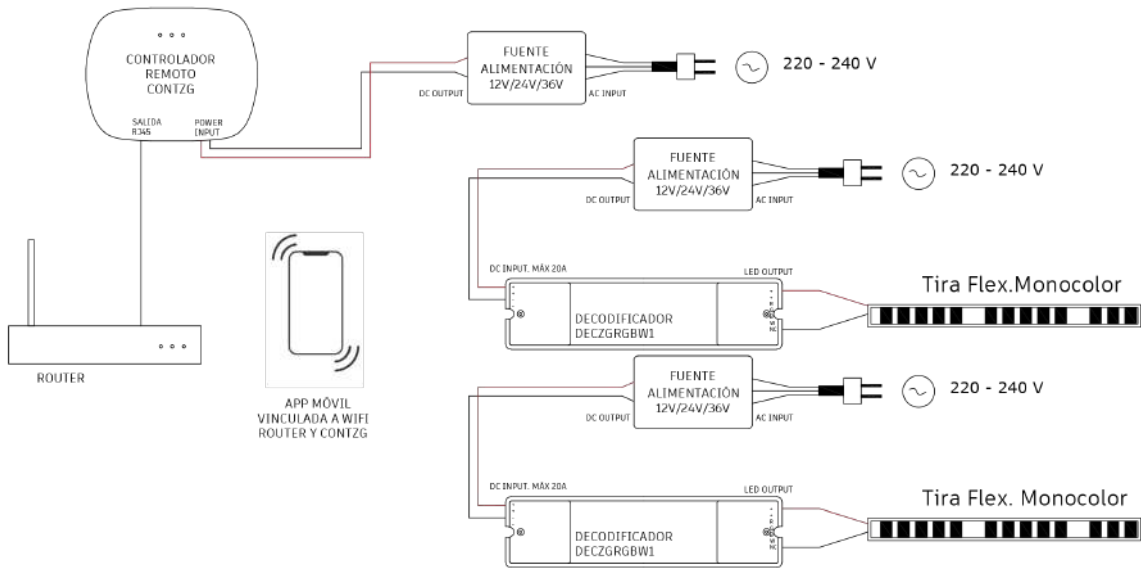 CONTROLADOR
REMOTO
CONTZG
SALIDA
RJ45
POWER
INPUT
FUENTE
ALIMENTACIÓN
12V/24V/36V
DC OUTPUT
AC INPUT
220 - 240 V
FUENTE
ALIMENTACIÓN
12V/24V/36V
DC OUTPUT
AC INPUT
220 - 240 V
DC INPUT. MÁX 20A
LED OUTPUT
DECODIFICADOR
DECZGRGBW1
Tira Flex.Monocolor
ROUTER
APP MÓVIL
VINCULADA A WIFI
ROUTER Y CONTZG
FUENTE
ALIMENTACIÓN
12V/24V/36V
DC OUTPUT
AC INPUT
220 - 240 V
DC INPUT. MÁX 20A
LED OUTPUT
DECODIFICADOR
DECZGRGBW1
Tira Flex. Monocolor